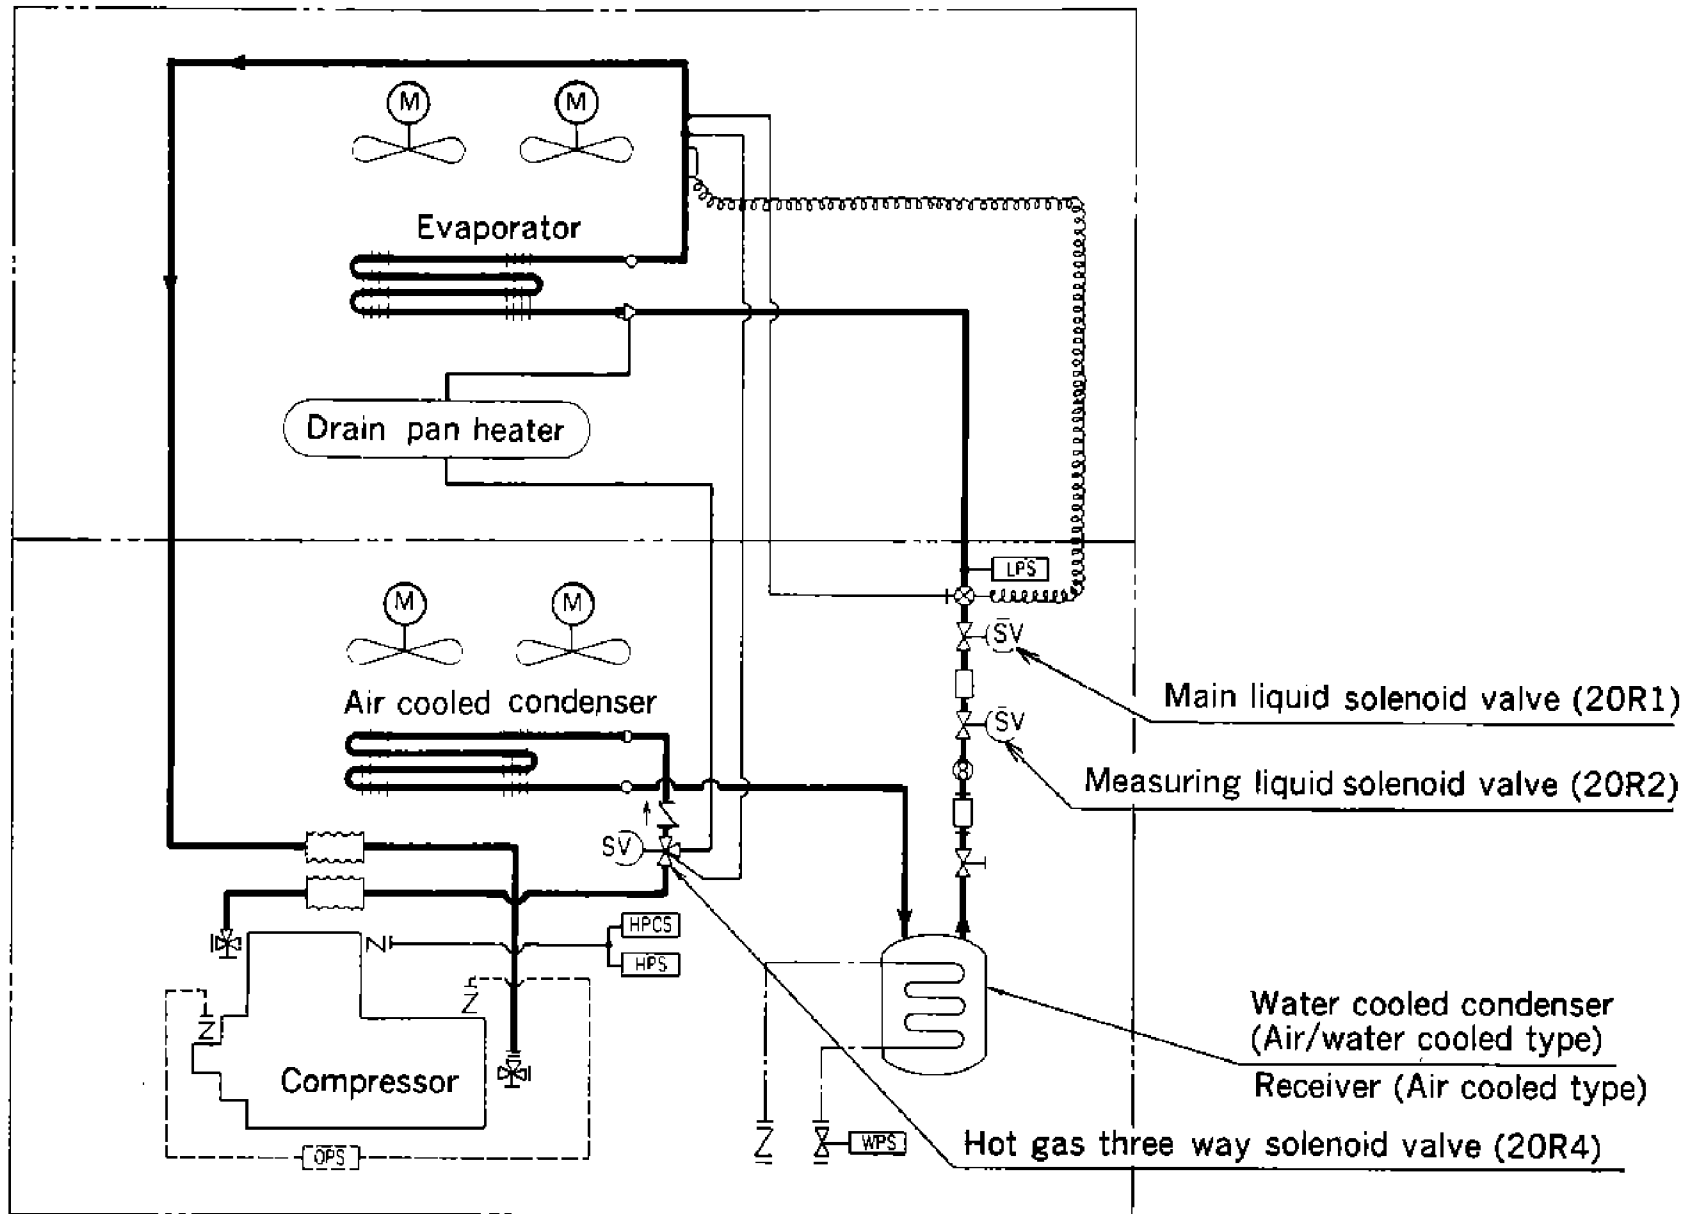 M M
Evaporator
Drain pan heater
LPS
M M
SV
Main liquid solenoid valve (20R1)
Air cooled condenser
SV
Measuring liquid solenoid valve (20R2)
SV
HPCS
HPS
Water cooled condenser
(Air/water cooled type)
Receiver (Air cooled type)
Compressor
OPS
WPS
Hot gas three way solenoid valve (20R4)